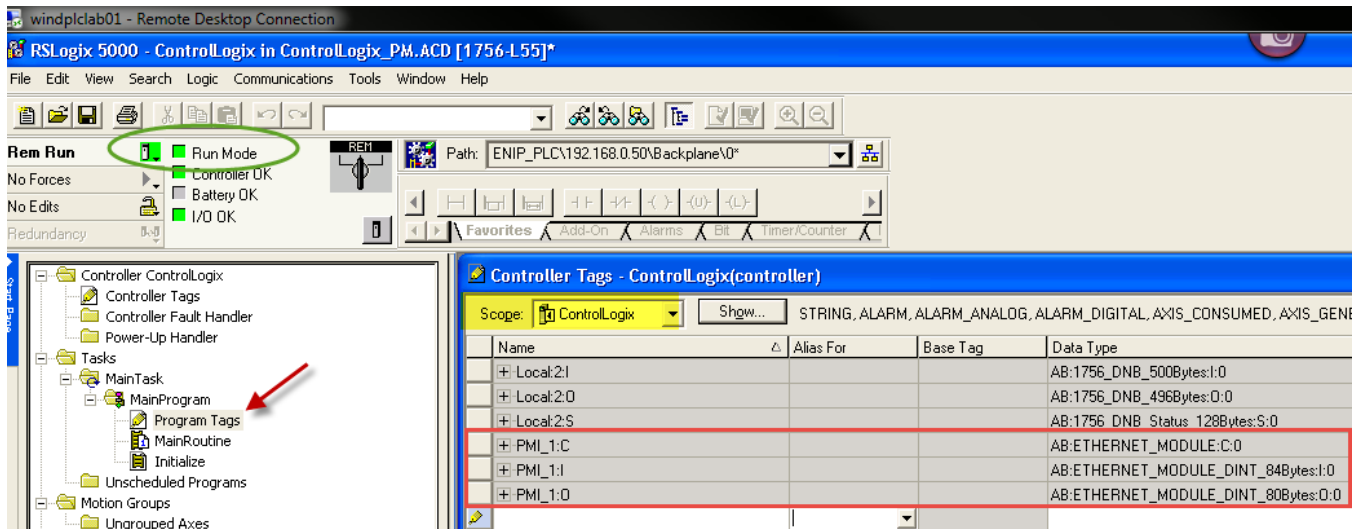 windplclab01 - Remote Desktop Connection
RSLogix 5000 - ControlLogix in ControlLogix_PM.ACD [1756-L55]*
File Edit View Search Logic Communications Tools Window Help
Rem Run
Run Mode
REM
Path: ENIP_PLC\192.168.0.50\Backplane\0*
No Forces
Controller OK
Battery OK
No Edits
I/O OK
Redundancy
Favorites Add-On Alarms Bit Timer/Counter
Start Page
Controller ControlLogix
Controller Tags
Controller Fault Handler
Power-Up Handler
Tasks
MainTask
MainProgram
Program Tags
MainRoutine
Initialize
Unscheduled Programs
Motion Groups
Ungrouped Axes
Controller Tags - ControlLogix(controller)
Scope: ControlLogix Show... STRING, ALARM, ALARM_ANALOG, ALARM_DIGITAL, AXIS_CONSUMED, AXIS_GENE
Name Alias For Base Tag Data Type
Local:2:I AB:1756_DNB_500Bytes:I:0
Local:2:O AB:1756_DNB_496Bytes:O:0
Local:2:S AB:1756_DNB_Status_128Bytes:S:0
PMI_1:C AB:ETHERNET_MODULE:C:0
PMI_1:I AB:ETHERNET_MODULE_DINT_84Bytes:I:0
PMI_1:O AB:ETHERNET_MODULE_DINT_80Bytes:O:0